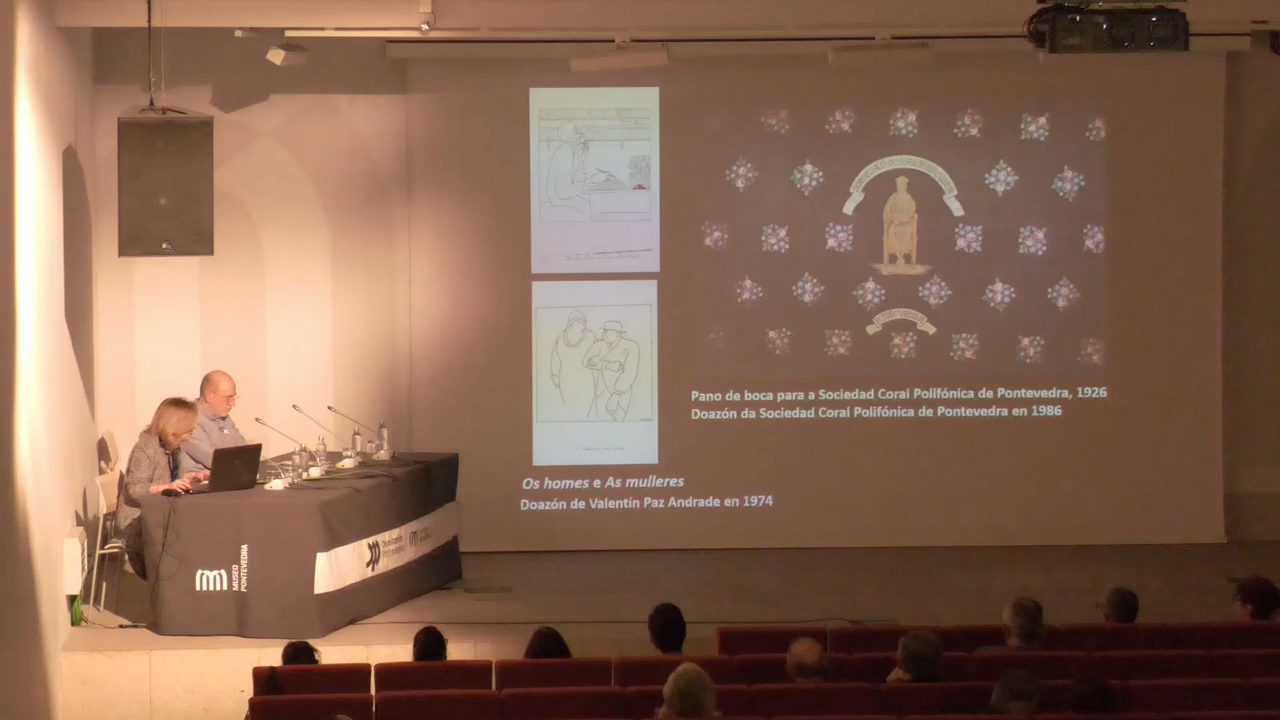 Pano de boca para a Sociedad Coral Polifónica de Pontevedra, 1926
Doazón da Sociedad Coral Polifónica de Pontevedra en 1986
Os homes e As mulleres
Doazón de Valentín Paz Andrade en 1974
MUSEO
PONTEVEDRA